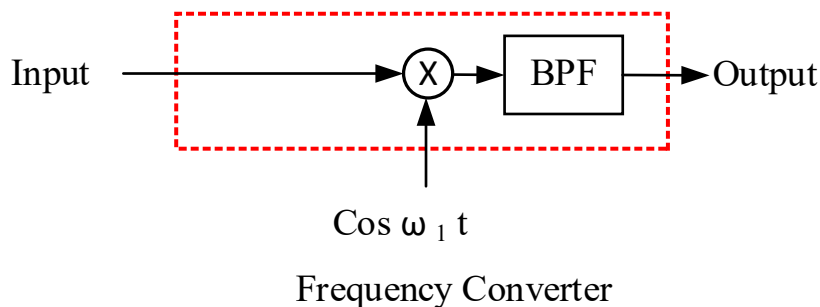 Input
X
BPF
Output
Cos ω 1 t
Frequency Converter